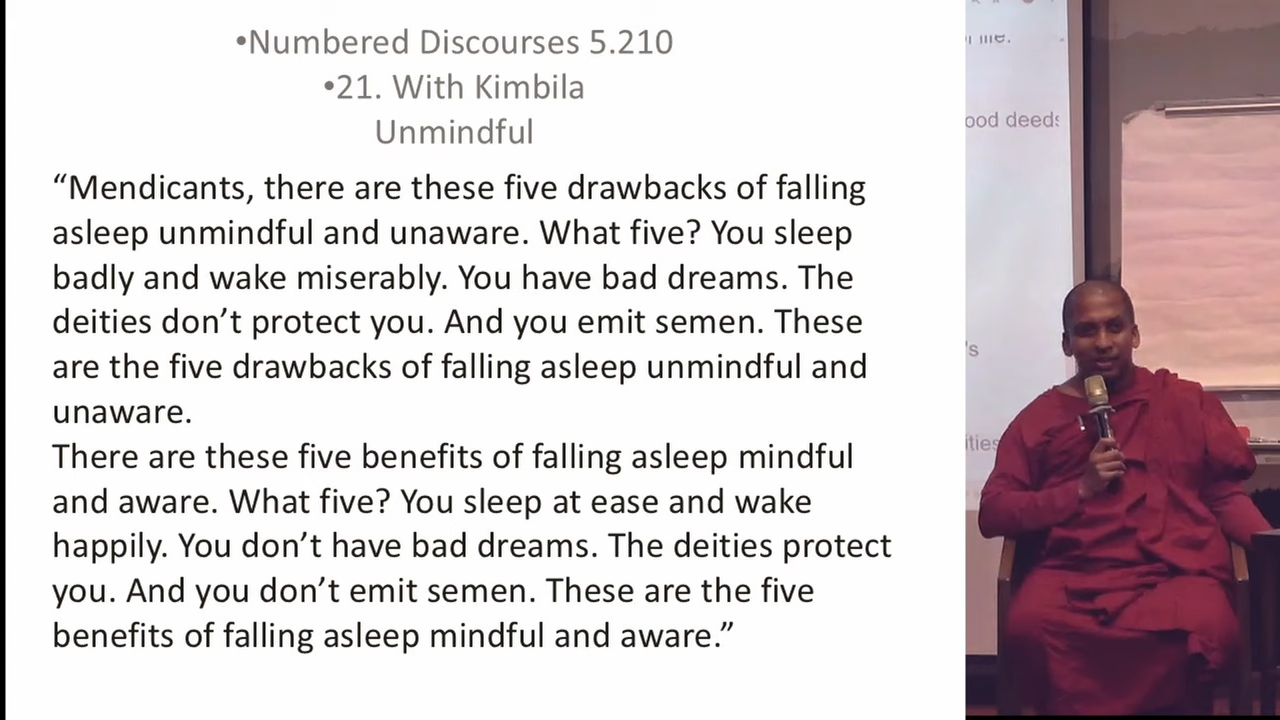 •Numbered Discourses 5.210
•21. With Kimbila
Unmindful
“Mendicants, there are these five drawbacks of falling
asleep unmindful and unaware. What five? You sleep
badly and wake miserably. You have bad dreams. The
deities don’t protect you. And you emit semen. These
are the five drawbacks of falling asleep unmindful and
unaware.
There are these five benefits of falling asleep mindful
and aware. What five? You sleep at ease and wake
happily. You don’t have bad dreams. The deities protect
you. And you don’t emit semen. These are the five
benefits of falling asleep mindful and aware.”
ood deeds
's
ities